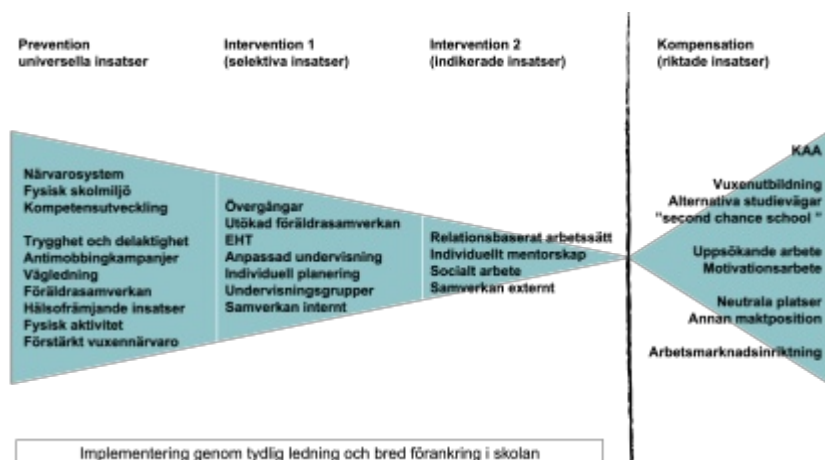 Prevention
universella insatser
Intervention 1
(selektiva insatser)
Intervention 2
(indikerade insatser)
Kompensation
(riktade insatser)
Närvarosystem
Fysisk skolmiljö
Kompetensutveckling
Trygghet och delaktighet
Antimobbingkampanjer
Vägledning
Föräldrasamverkan
Hälsofrämjande insatser
Fysisk aktivitet
Förstärkt vuxennärvaro
Övergångar
Utökad föräldrasamverkan
EHT
Anpassad undervisning
Individuell planering
Undervisningsgrupper
Samverkan internt
Relationsbaserat arbetssätt
Individuellt mentorskap
Socialt arbete
Samverkan externt
KAA
Vuxenutbildning
Alternativa studievägar
"second chance school "
Uppsökande arbete
Motivationsarbete
Neutrala platser
Annan maktposition
Arbetsmarknadsinriktning
Implementering genom tydlig ledning och bred förankring i skolan